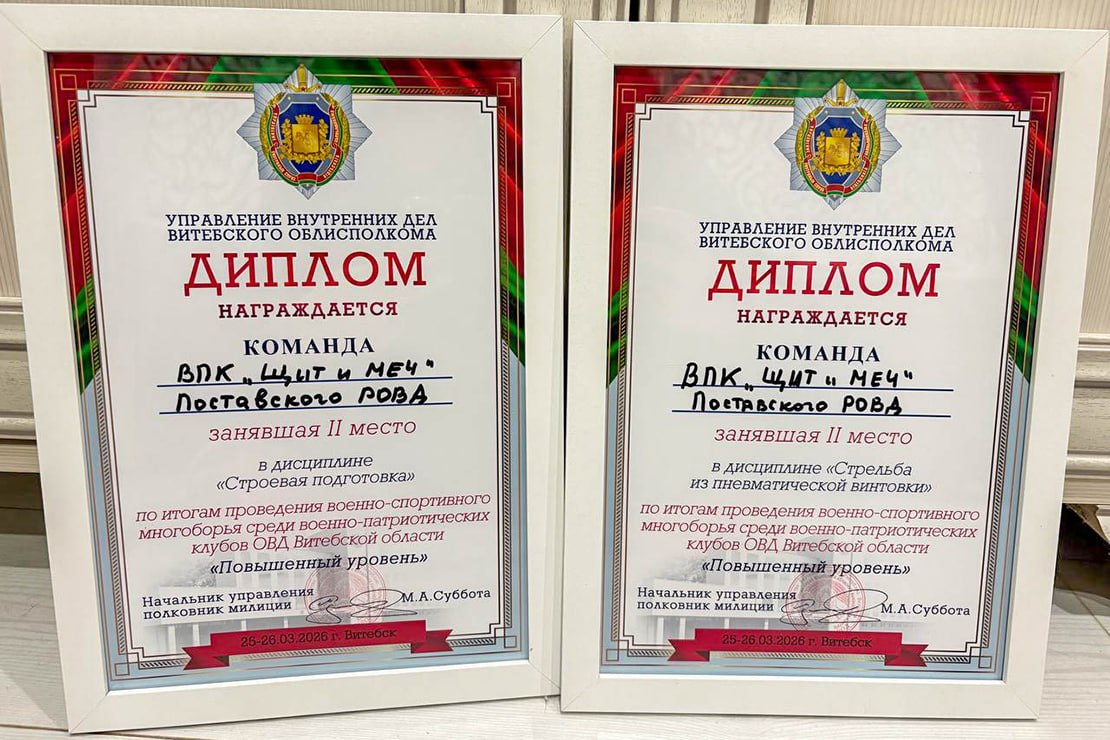 УПРАВЛЕНИЕ ВНУТРЕННИХ ДЕЛ
ВИТЕБСКОГО ОБЛИСПОЛКОМА
ДИПЛОМ
НАГРАЖДАЕТСЯ
КОМАНДА
ВПК „Щит и меч"
Поставского РОВД
занявшая II место
в дисциплине
«Строевая подготовка»
по итогам проведения военно-спортивного
многоборья среди военно-патриотических
клубов ОВД Витебской области
«Повышенный уровень»
Начальник управления
полковник милиции М.А.Суббота
25-26.03.2026 г. Витебск
УПРАВЛЕНИЕ ВНУТРЕННИХ ДЕЛ
ВИТЕБСКОГО ОБЛИСПОЛКОМА
ДИПЛОМ
НАГРАЖДАЕТСЯ
КОМАНДА
ВПК „Щит и меч"
Поставского РОВД
занявшая II место
в дисциплине «Стрельба
из пневматической винтовки»
по итогам проведения военно-спортивного
многоборья среди военно-патриотических
клубов ОВД Витебской области
«Повышенный уровень»
Начальник управления
полковник милиции М.А.Суббота
25-26.03.2026 г. Витебск